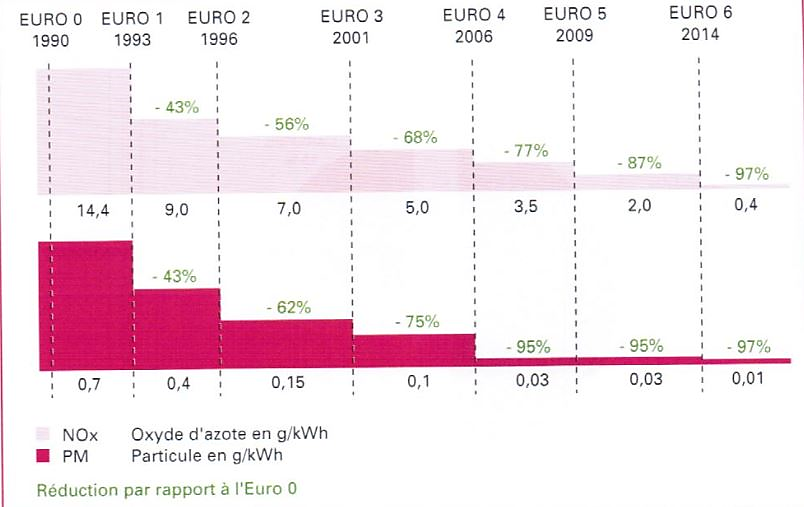 EURO 0 EURO 1 EURO 2 EURO 3 EURO 4 EURO 5 EURO 6
1990 1993 1996 2001 2006 2009 2014
- 43%
- 56%
- 68%
- 77%
- 87%
- 97%
14,4 9,0 7,0 5,0 3,5 2,0 0,4
- 43%
- 62%
- 75%
- 95% - 95% - 97%
0,7 0,4 0,15 0,1 0,03 0,03 0,01
NOx Oxyde d'azote en g/kWh
PM Particule en g/kWh
Réduction par rapport à l'Euro 0